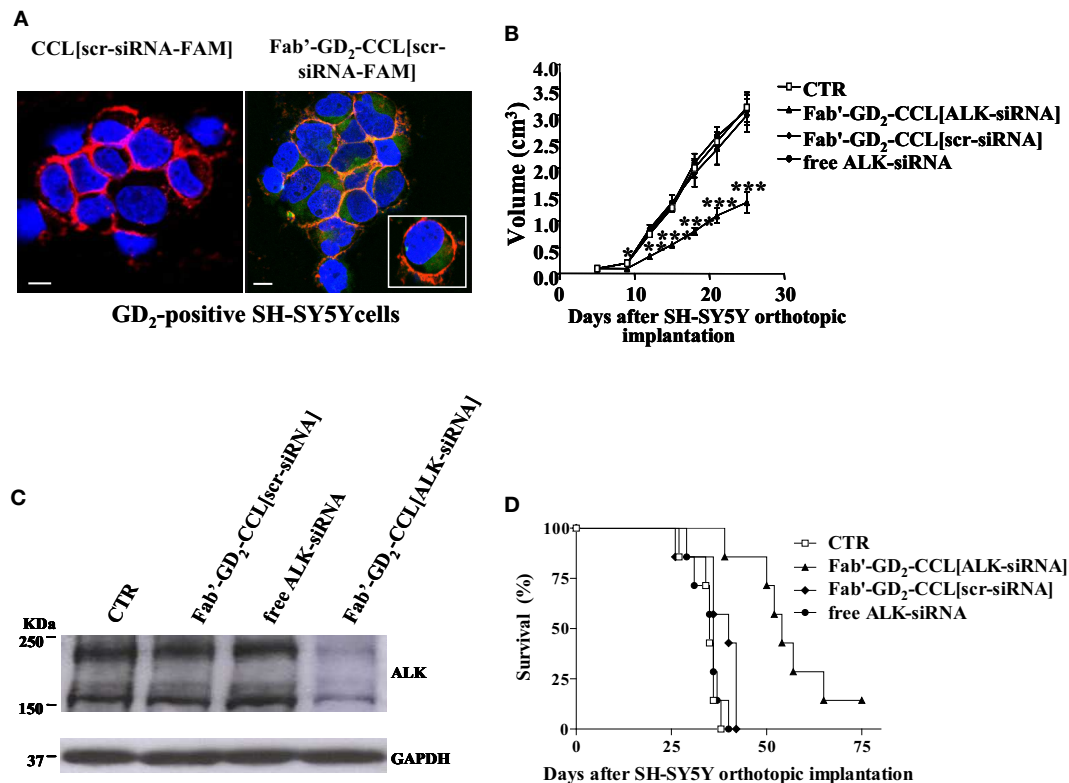 A
CCL[scr-siRNA-FAM]
Fab’-GD2-CCL[scr-
siRNA-FAM]
GD2-positive SH-SY5Ycells
B
Volume (cm3)
4.0
3.5
3.0
2.5
2.0
1.5
1.0
0.5
0.0
0
10
20
30
*
***
***
***
***
***
Days after SH-SY5Y orthotopic
implantation
CTR
Fab'-GD2-CCL[ALK-siRNA]
Fab'-GD2-CCL[scr-siRNA]
free ALK-siRNA
C
CTR
Fab’-GD2-CCL[scr-siRNA]
free ALK-siRNA
Fab’-GD2-CCL[ALK-siRNA]
KDa
250
150
37
ALK
GAPDH
D
Survival (%)
100
75
50
25
0
0
25
50
75
Days after SH-SY5Y orthotopic implantation
CTR
Fab'-GD2-CCL[ALK-siRNA]
Fab'-GD2-CCL[scr-siRNA]
free ALK-siRNA